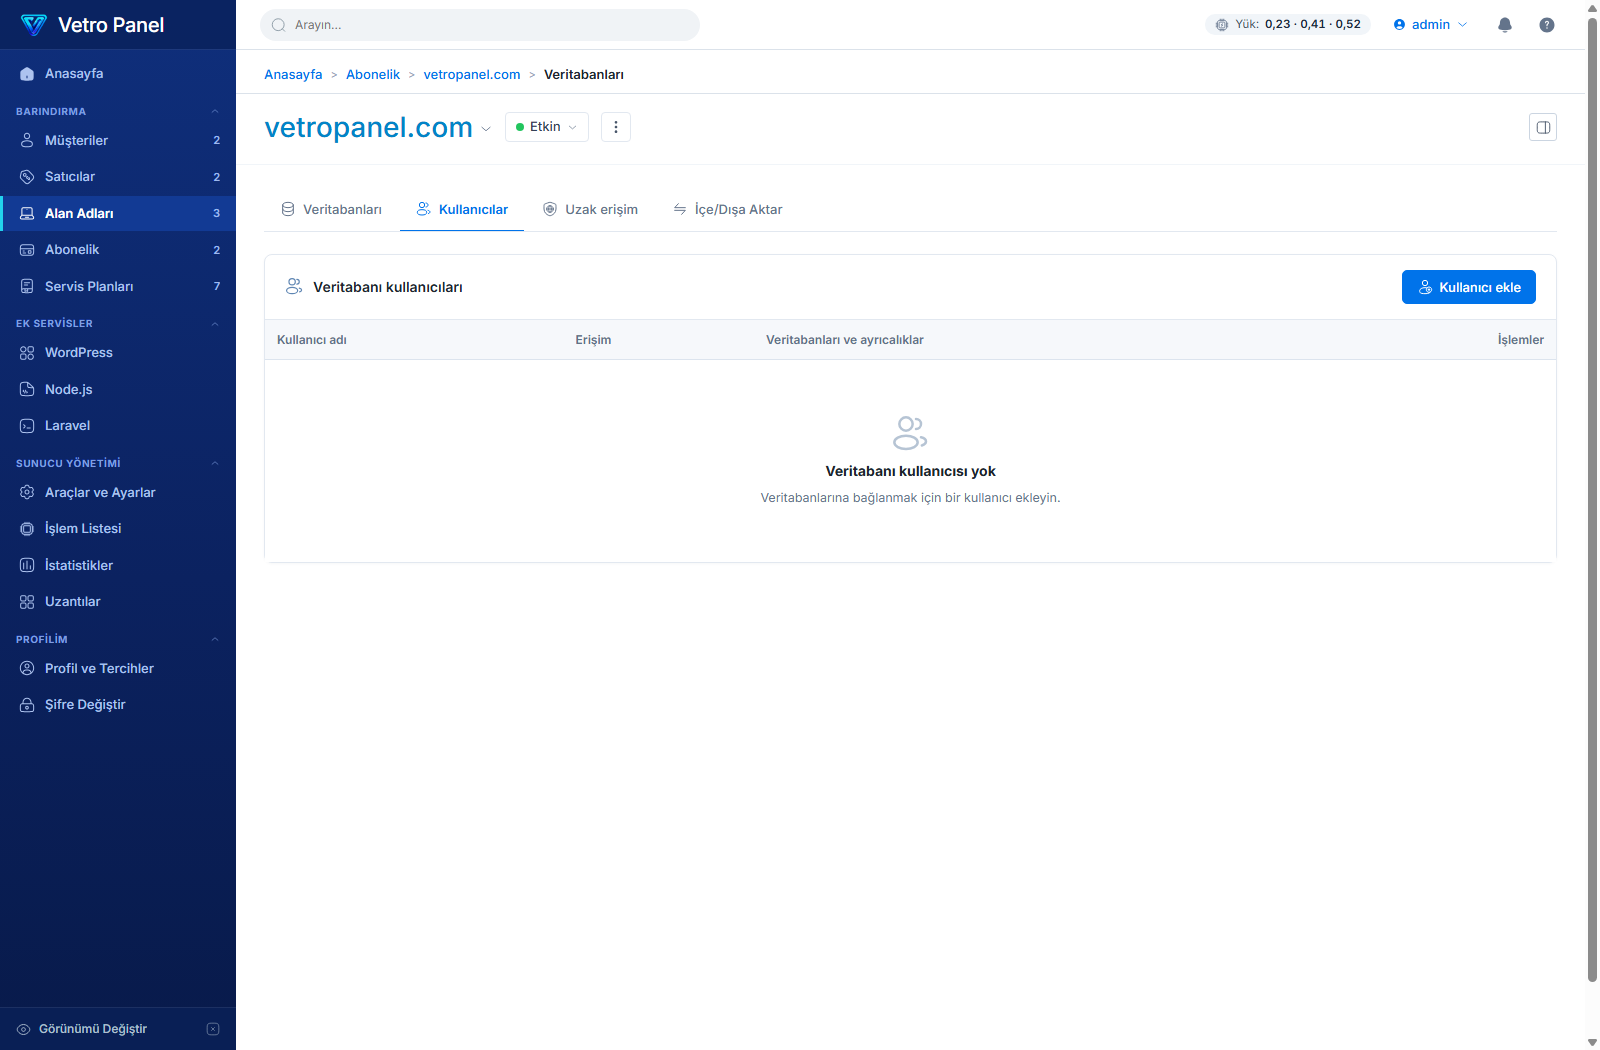 Vetro Panel
Arayın...
Yük: 0,23 · 0,41 · 0,52
admin
Anasayfa
BARINDIRMA
Müşteriler 2
Satıcılar 2
Alan Adları 3
Abonelik 2
Servis Planları 7
EK SERVİSLER
WordPress
Node.js
Laravel
SUNUCU YÖNETİMİ
Araçlar ve Ayarlar
İşlem Listesi
İstatistikler
Uzantılar
PROFİLİM
Profil ve Tercihler
Şifre Değiştir
Görünümü Değiştir
Anasayfa > Abonelik > vetropanel.com > Veritabanları
vetropanel.com
Etkin
Veritabanları
Kullanıcılar
Uzak erişim
İçe/Dışa Aktar
Veritabanı kullanıcıları
Kullanıcı ekle
Kullanıcı adı Erişim Veritabanları ve ayrıcalıklar İşlemler
Veritabanı kullanıcısı yok
Veritabanlarına bağlanmak için bir kullanıcı ekleyin.